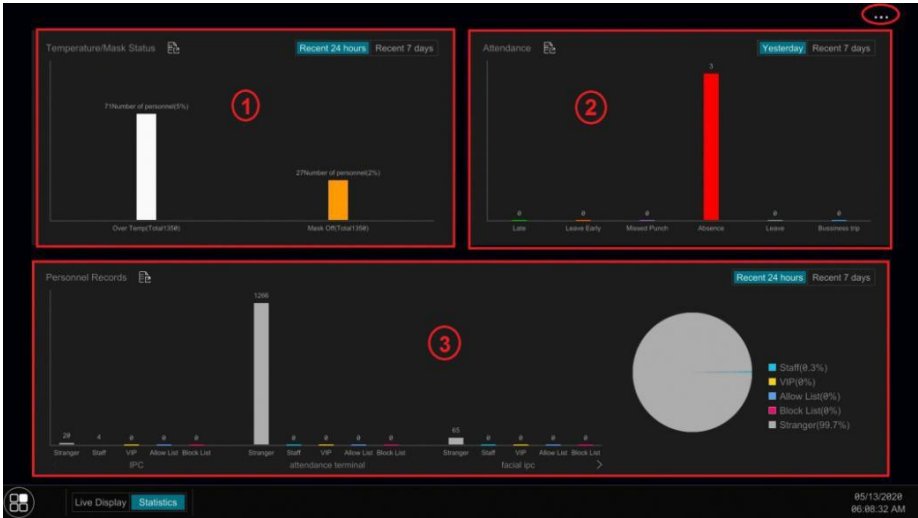 ...
Temperature/Mask Status Recent 24 hours Recent 7 days
71Number of personnel(5%)
27Number of personnel(2%)
Over Temp(Total1350) Mask Off(Total1350)
1
Attendance Yesterday Recent 7 days
3
0 0 0 0 0
Late Leave Early Missed Punch Absence Leave Bussiness trip
2
Personnel Records Recent 24 hours Recent 7 days
1266
20 4 0 0 0 0 0 0 0 65 0 0 0 0
Stranger Staff VIP Allow List Block List Stranger Staff VIP Allow List Block List Stranger Staff VIP Allow List Block List
IPC attendance terminal facial ipc >
3
Staff(0.3%)
VIP(0%)
Allow List(0%)
Block List(0%)
Stranger(99.7%)
Live Display Statistics
05/13/2020
06:08:32 AM